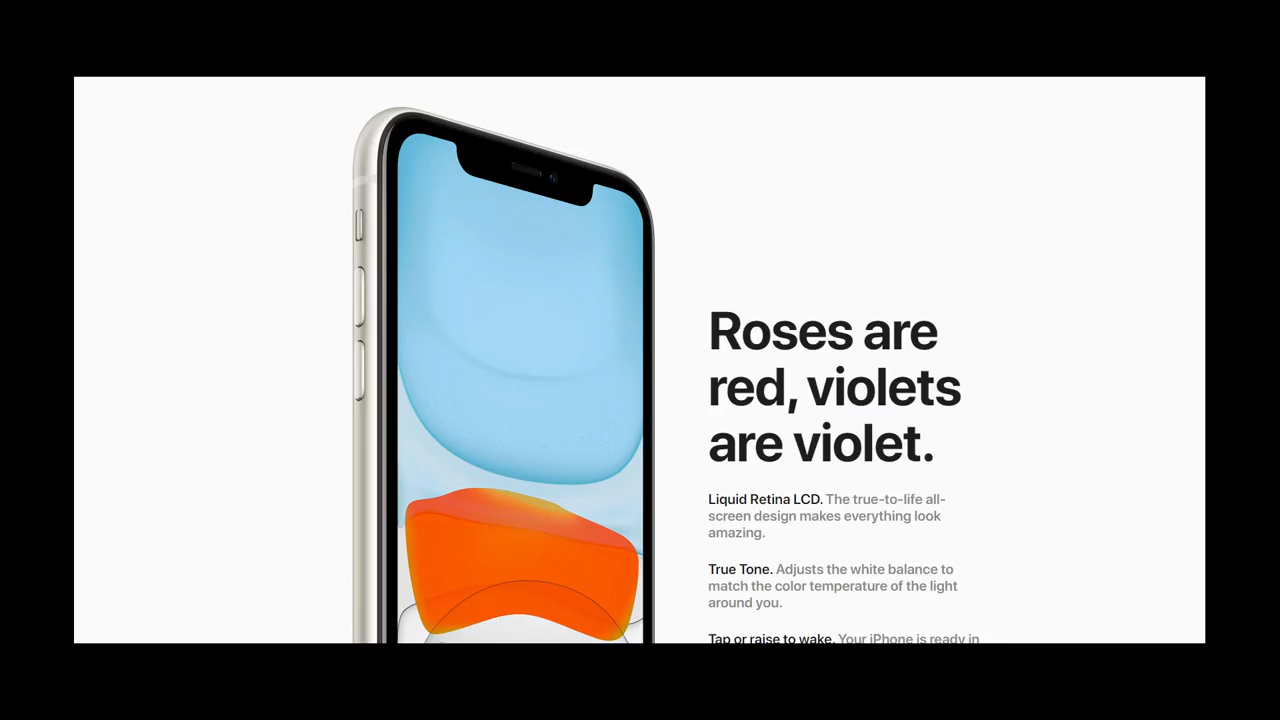 Roses are
red, violets
are violet.
Liquid Retina LCD. The true-to-life all-
screen design makes everything look
amazing.
True Tone. Adjusts the white balance to
match the color temperature of the light
around you.
Tap or raise to wake. Your iPhone is ready in